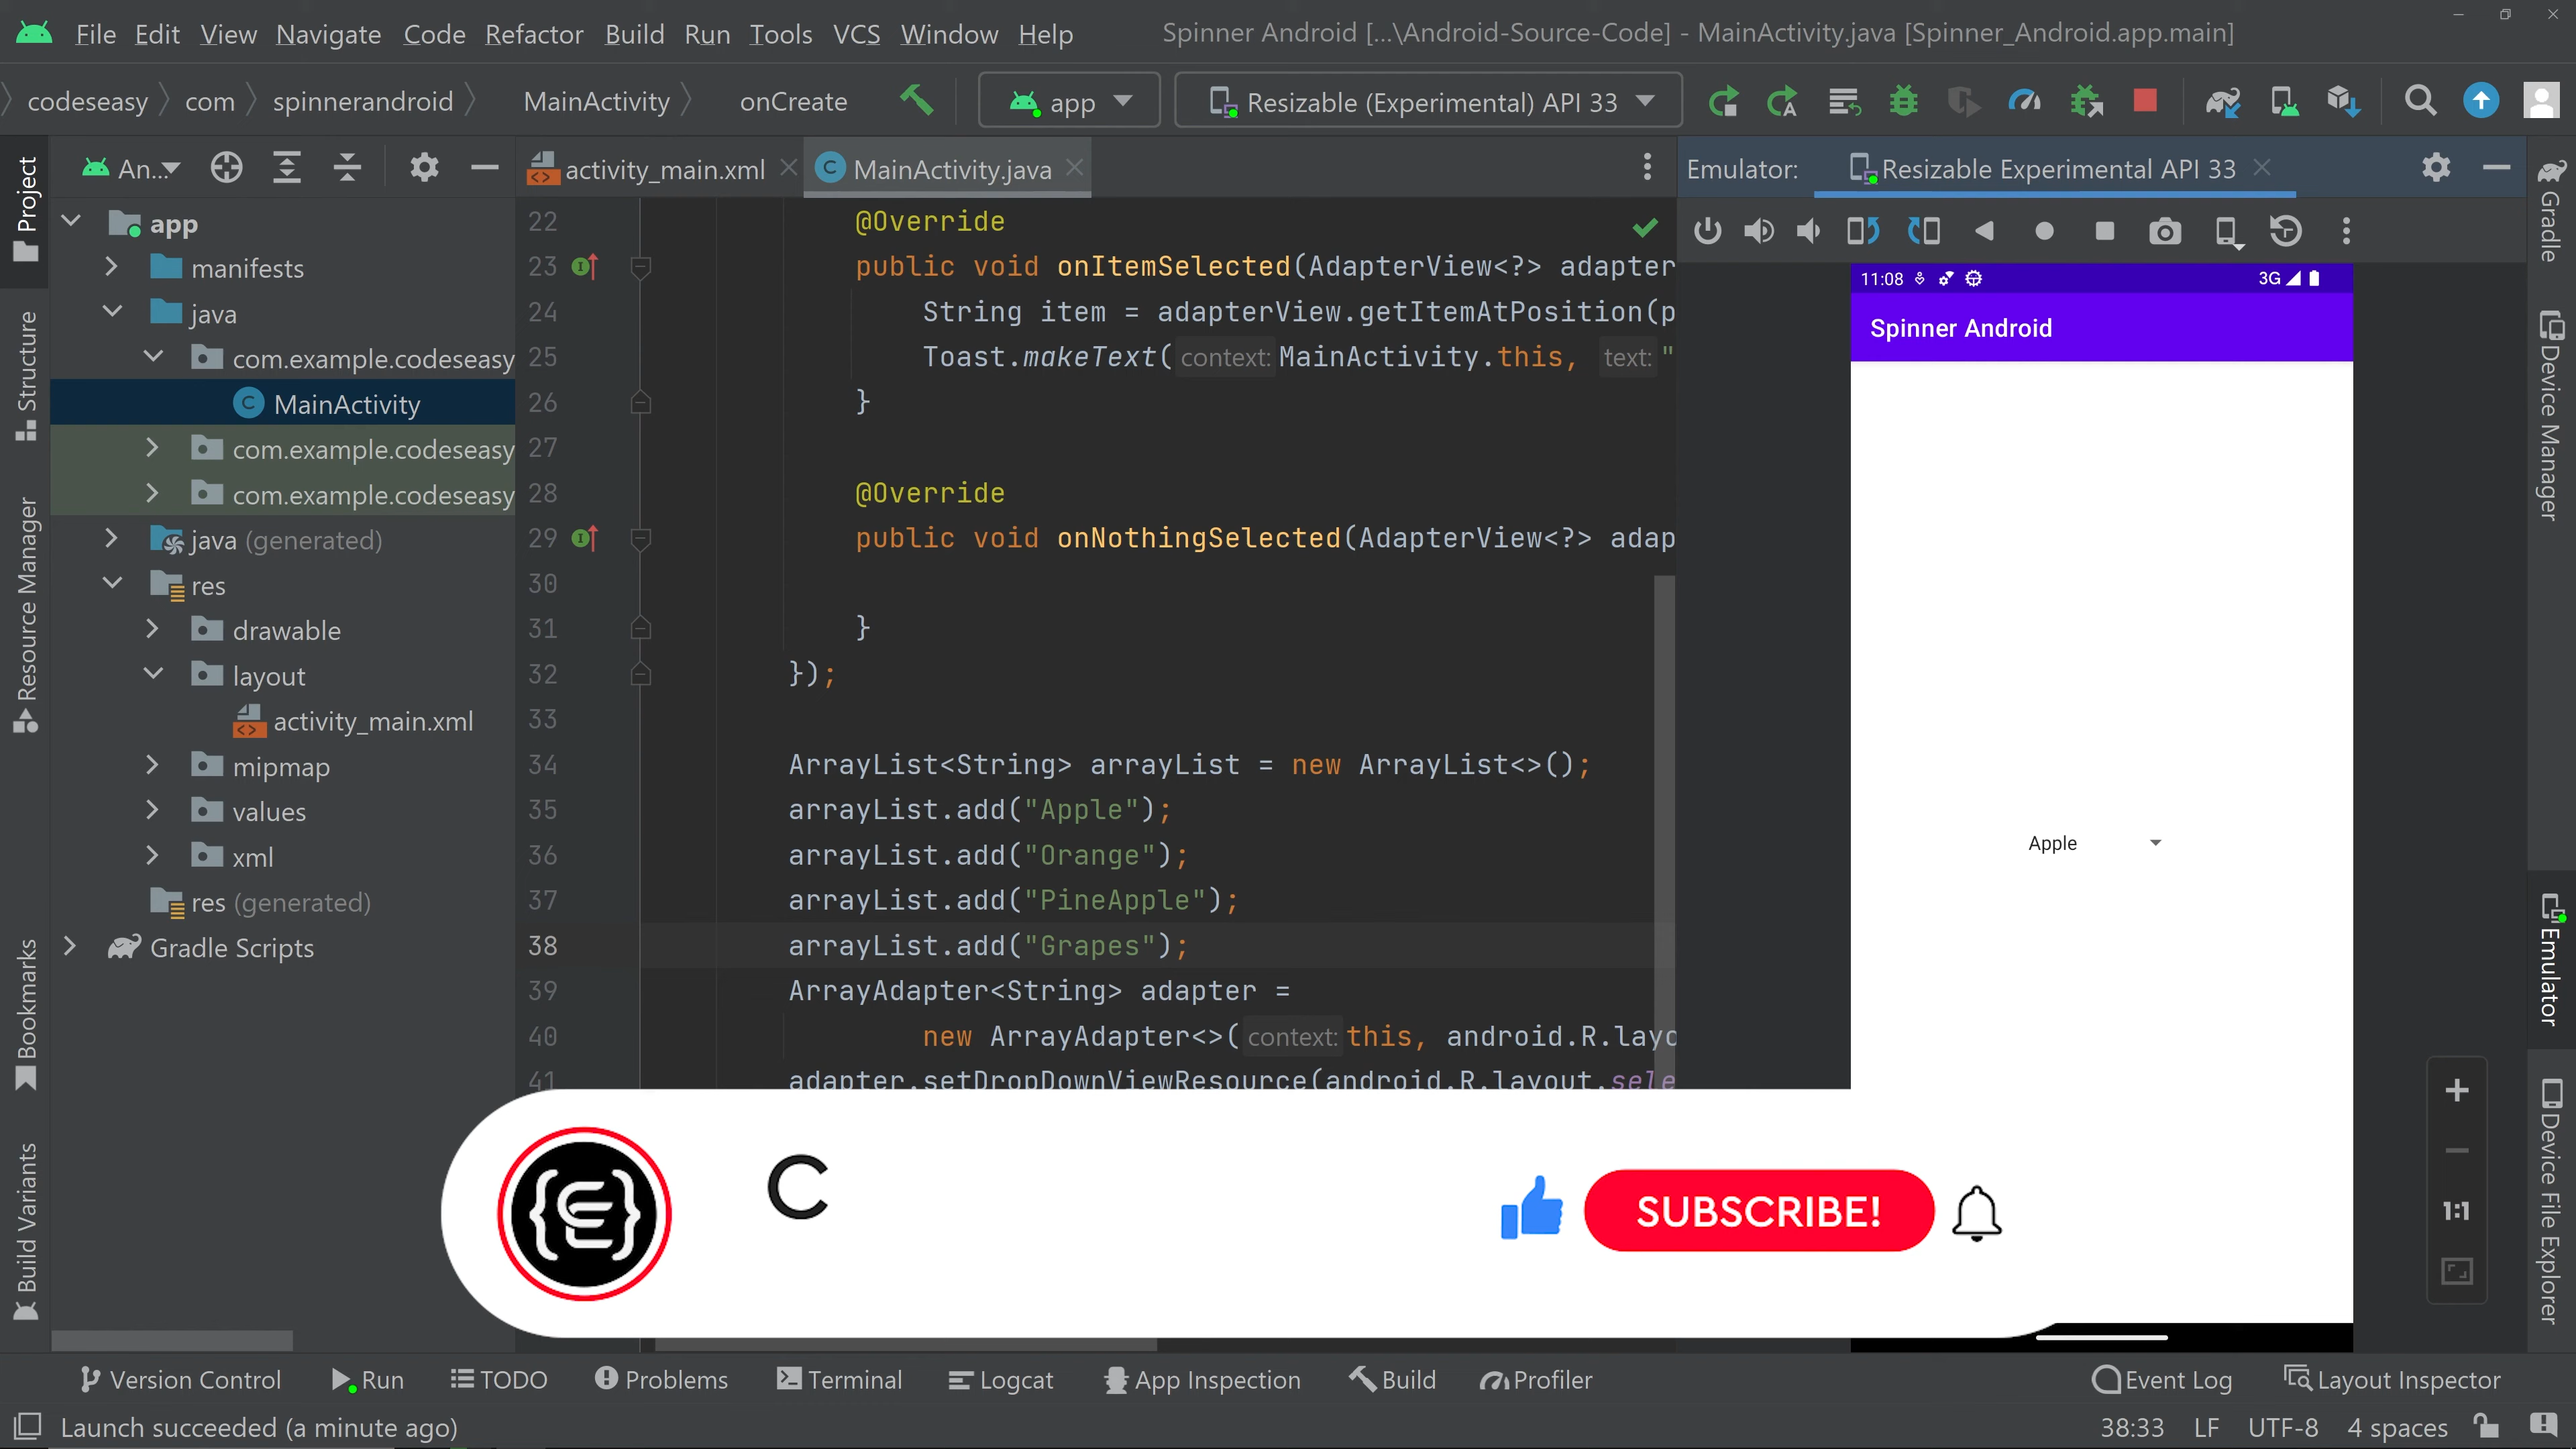 File Edit View Navigate Code Refactor Build Run Tools VCS Window Help
Spinner Android [...\Android-Source-Code] - MainActivity.java [Spinner_Android.app.main]
codeseasy com spinnerandroid MainActivity onCreate
app
Resizable (Experimental) API 33
Project
Structure
Resource Manager
Bookmarks
Build Variants
An...
app
manifests
java
com.example.codeseasy
MainActivity
com.example.codeseasy
com.example.codeseasy
java (generated)
res
drawable
layout
activity_main.xml
mipmap
values
xml
res (generated)
Gradle Scripts
activity_main.xml
MainActivity.java
22 @Override
23 public void onItemSelected(AdapterView<?> adapter
24 String item = adapterView.getItemAtPosition(p
25 Toast.makeText( context: MainActivity.this, text: "
26 }
27
28 @Override
29 public void onNothingSelected(AdapterView<?> adap
30
31 }
32 });
33
34 ArrayList<String> arrayList = new ArrayList<>();
35 arrayList.add("Apple");
36 arrayList.add("Orange");
37 arrayList.add("PineApple");
38 arrayList.add("Grapes");
39 ArrayAdapter<String> adapter =
40 new ArrayAdapter<>( context: this, android.R.layo
41 adapter.setDropDownViewResource(android.R.layout.sele
Emulator: Resizable Experimental API 33
11:08
3G
Spinner Android
Apple
1:1
Gradle
Device Manager
Emulator
Device File Explorer
{E}
C
SUBSCRIBE!
Version Control Run TODO Problems Terminal Logcat App Inspection Build Profiler
Event Log Layout Inspector
Launch succeeded (a minute ago)
38:33 LF UTF-8 4 spaces